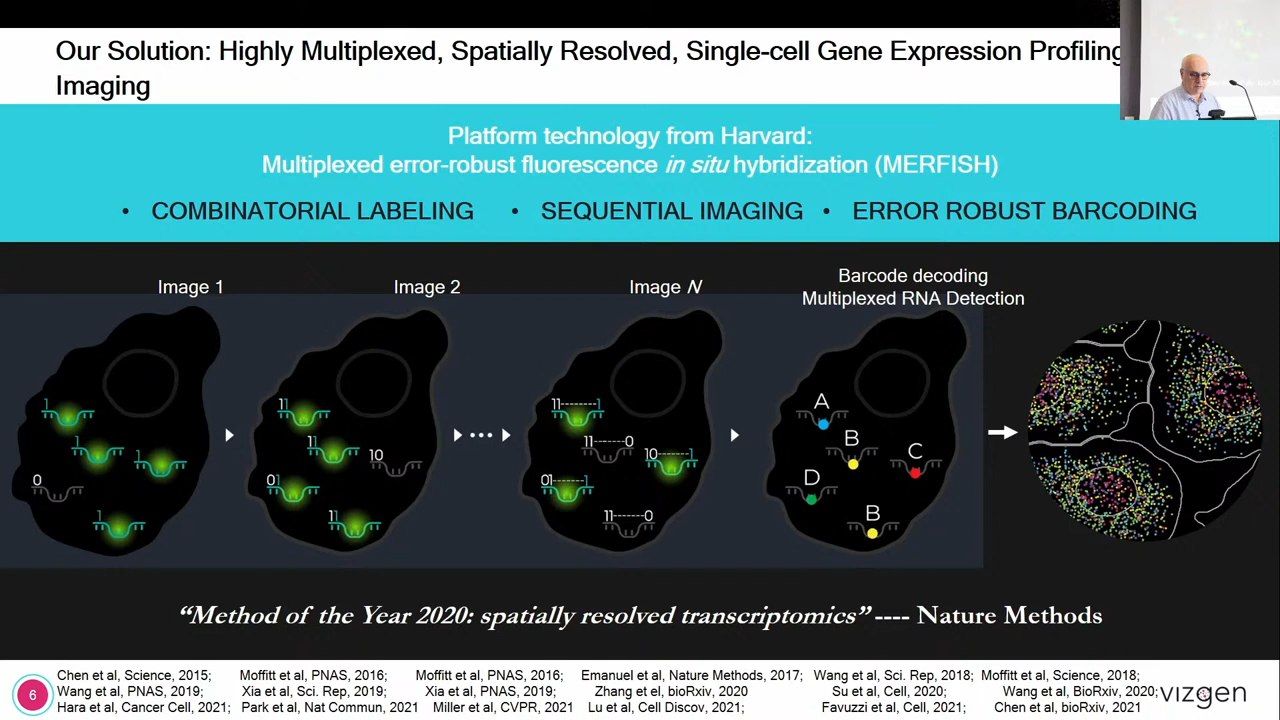 Our Solution: Highly Multiplexed, Spatially Resolved, Single-cell Gene Expression Profiling
Imaging
Platform technology from Harvard:
Multiplexed error-robust fluorescence in situ hybridization (MERFISH)
• COMBINATORIAL LABELING • SEQUENTIAL IMAGING • ERROR ROBUST BARCODING
Image 1 Image 2 Image N Barcode decoding
Multiplexed RNA Detection
1 11 11--------1 A
1 1 11 10 11-------0 10-------1 B C
0 01 01-------1 D
1 11 11-------0 B
“Method of the Year 2020: spatially resolved transcriptomics” ---- Nature Methods
Chen et al, Science, 2015; Moffitt et al, PNAS, 2016; Moffitt et al, PNAS, 2016; Emanuel et al, Nature Methods, 2017; Wang et al, Sci. Rep, 2018; Moffitt et al, Science, 2018;
6 Wang et al, PNAS, 2019; Xia et al, Sci. Rep, 2019; Xia et al, PNAS, 2019; Zhang et el, bioRxiv, 2020 Su et al, Cell, 2020; Wang et al, BioRxiv, 2020; vizgen
Hara et al, Cancer Cell, 2021; Park et al, Nat Commun, 2021 Miller et al, CVPR, 2021 Lu et al, Cell Discov, 2021; Favuzzi et al, Cell, 2021; Chen et al, bioRxiv, 2021